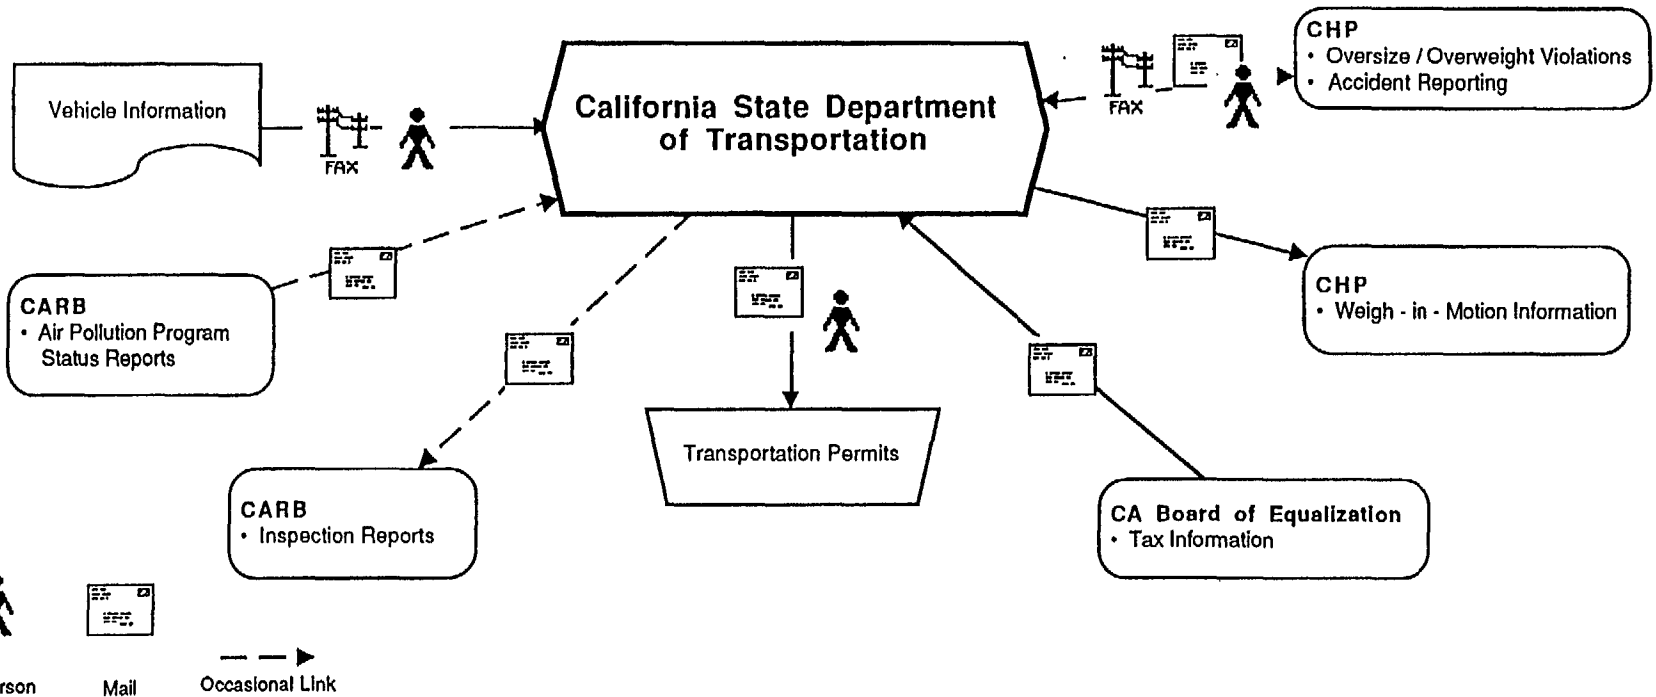 CHP
• Oversize / Overweight Violations
• Accident Reporting
Vehicle Information
FAX
California State Department
of Transportation
FAX
CHP
• Weigh - in - Motion Information
CARB
• Air Pollution Program
Status Reports
Transportation Permits
CARB
• Inspection Reports
CA Board of Equalization
• Tax Information
rson
Mail
Occasional Link